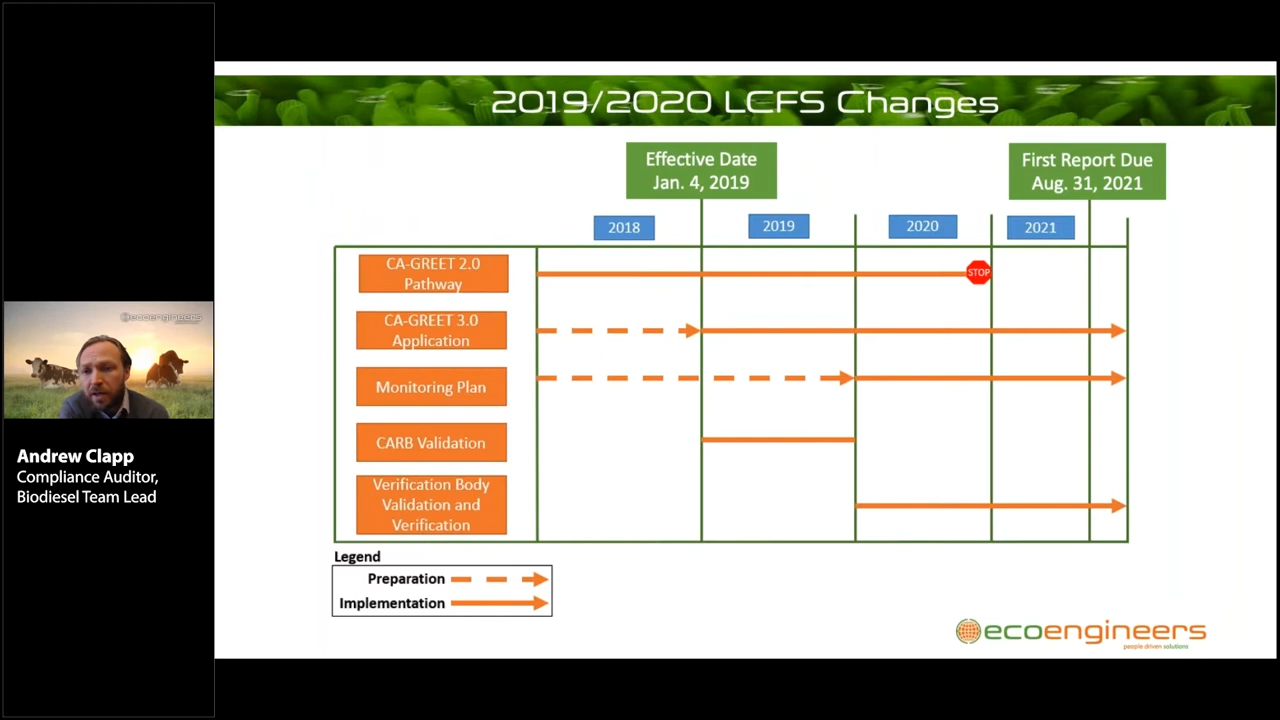 2019/2020 LCFS Changes
Effective Date
Jan. 4, 2019
First Report Due
Aug. 31, 2021
2018
2019
2020
2021
CA-GREET 2.0
Pathway
STOP
CA-GREET 3.0
Application
Monitoring Plan
CARB Validation
Verification Body
Validation and
Verification
Legend
Preparation
Implementation
ecoengineers
people driven solutions
ecoengineers
Andrew Clapp
Compliance Auditor,
Biodiesel Team Lead